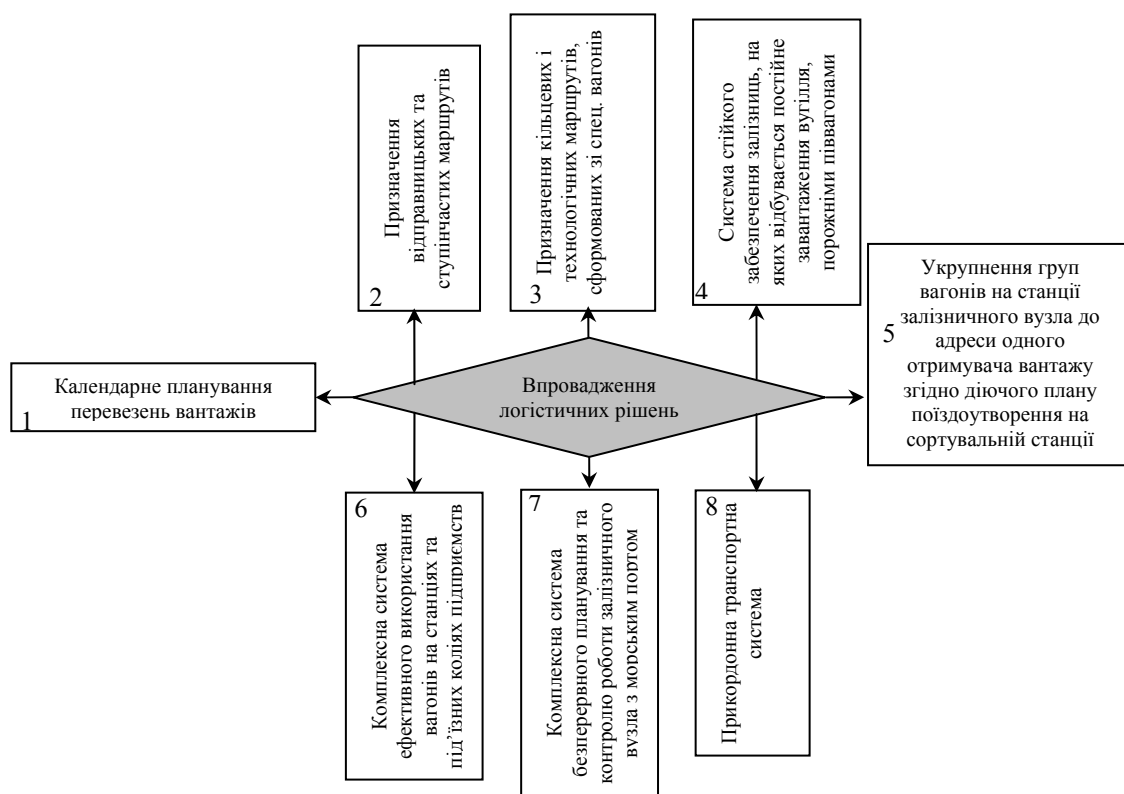 Призначення
відправницьких та
ступінчастих маршрутів
2
Призначення кільцевих і
технологічних маршрутів,
сформованих зі спец. вагонів
3
Система стійкого
забезпечення залізниць, на
яких відбувається постійне
завантаження вугілля,
порожніми піввагонами
4
Укрупнення груп
вагонів на станції
залізничного вузла до
адреси одного
отримувача вантажу
згідно діючого плану
поїздоутворення на
сортувальній станції
5
Календарне планування
перевезень вантажів
1
Впровадження
логістичних рішень
6
Комплексна система
ефективного використання
вагонів на станціях та
під’їзних коліях підприємств
7
Комплексна система
безперервного планування та
контролю роботи залізничного
вузла з морським портом
8
Прикордонна транспортна
система